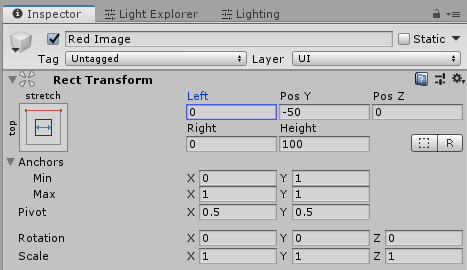 Inspector Light Explorer Lighting
Red Image Static
Tag Untagged Layer UI
Rect Transform
stretch Left Pos Y Pos Z
top 0 -50 0
Right Height
0 100 R
Anchors
Min X 0 Y 1
Max X 1 Y 1
Pivot X 0.5 Y 0.5
Rotation X 0 Y 0 Z 0
Scale X 1 Y 1 Z 1